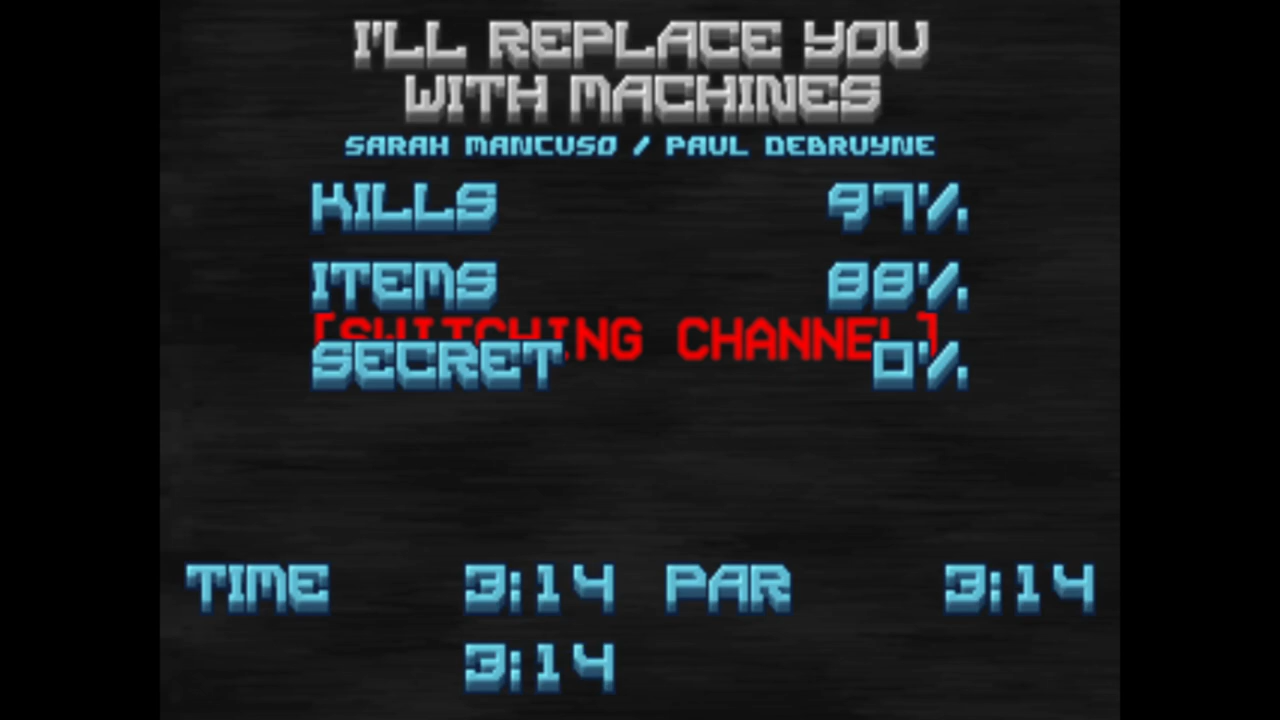 I'LL REPLACE YOU
WITH MACHINES
SARAH MANCUSO / PAUL DEBRUYNE
KILLS 97%
ITEMS 88%
[SWITCHING CHANNEL]
SECRET 0%
TIME 3:14 PAR 3:14
3:14